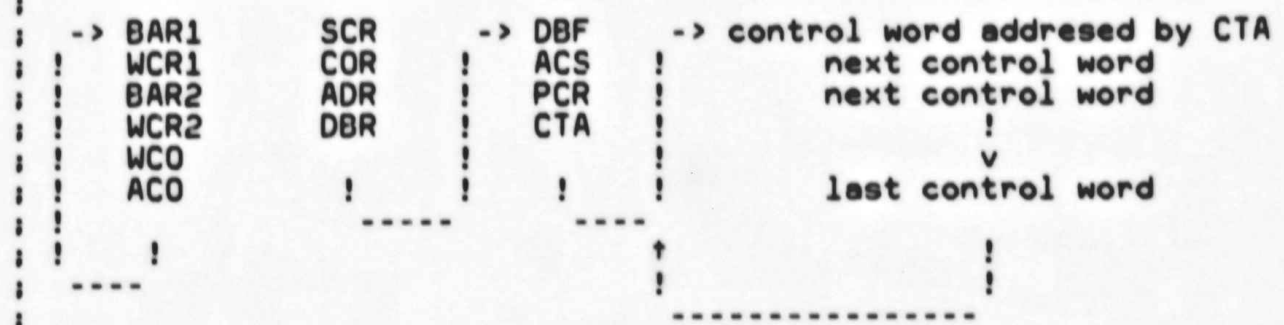 ;
;   -> BAR1      SCR      -> DBF     -> control word addresed by CTA
; !    WCR1      COR     !   ACS   !         next control word
; !    BAR2      ADR     !   PCR   !         next control word
; !    WCR2      DBR     !   CTA   !                 !
; !    WCO               !         !                 v
; !    ACO        !      !    !    !         last control word
; !                -----       ----
; !     !                          ↑                 !
;   ----                           !                 !
;                                   -----------------